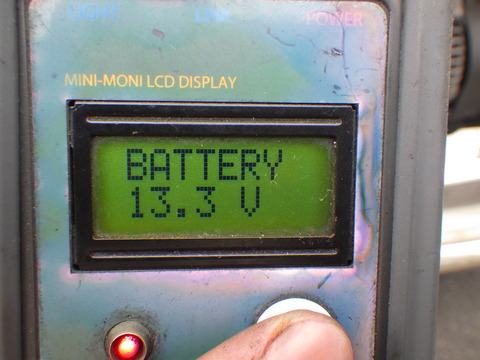 LIGHT LINK POWER
MINI-MONI LCD DISPLAY
BATTERY
13.3 V